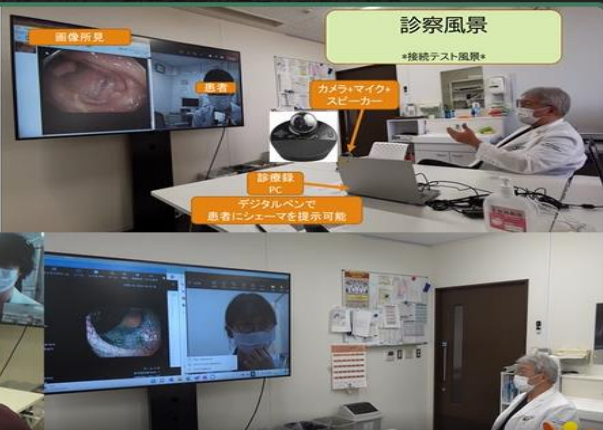 診察風景
*接続テスト風景*
画像所見
患者
カメラ+マイク+
スピーカー
診療録
PC
デジタルペンで
患者にシェーマを提示可能